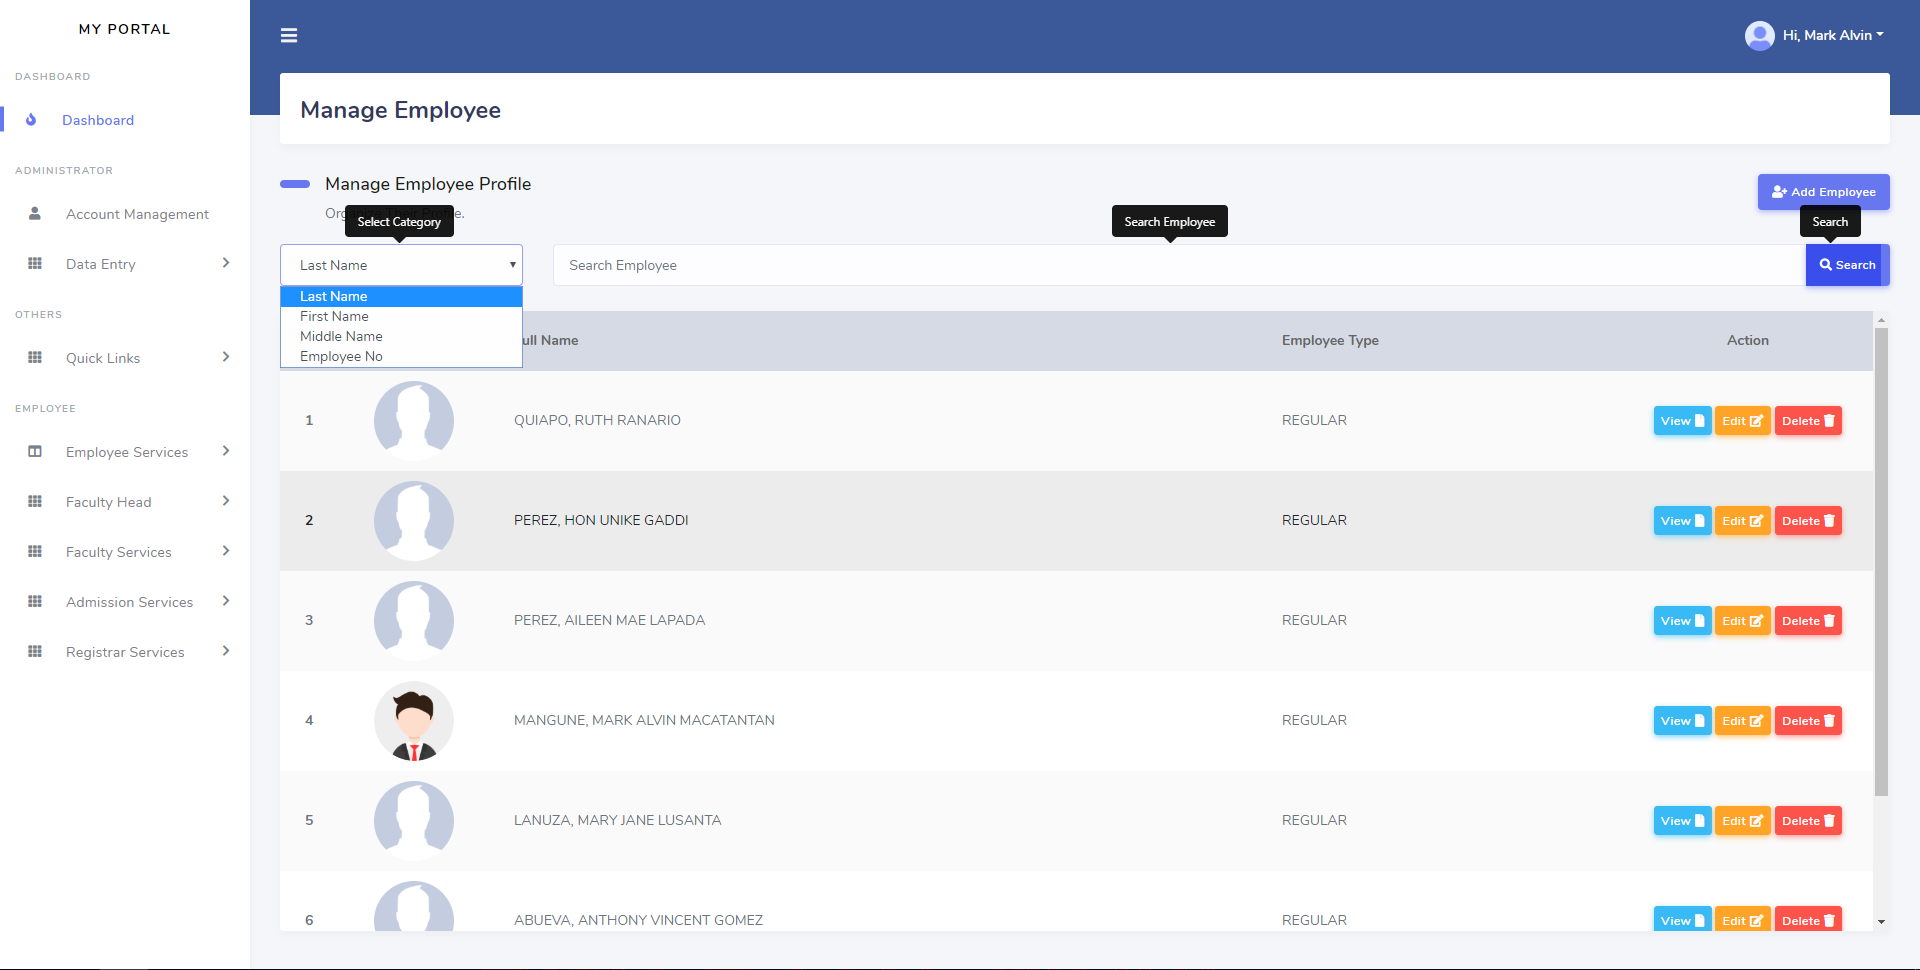 MY PORTAL
Hi, Mark Alvin
DASHBOARD
Dashboard
ADMINISTRATOR
Account Management
Data Entry
OTHERS
Quick Links
EMPLOYEE
Employee Services
Faculty Head
Faculty Services
Admission Services
Registrar Services
Manage Employee
Manage Employee Profile
Add Employee
Select Category
Search Employee
Search
Last Name
Search Employee
Search
Last Name
First Name
Middle Name
Employee No
ull Name Employee Type Action
1 QUIAPO, RUTH RANARIO REGULAR View Edit Delete
2 PEREZ, HON UNIKE GADDI REGULAR View Edit Delete
3 PEREZ, AILEEN MAE LAPADA REGULAR View Edit Delete
4 MANGUNE, MARK ALVIN MACATANTAN REGULAR View Edit Delete
5 LANUZA, MARY JANE LUSANTA REGULAR View Edit Delete
6 ABUEVA, ANTHONY VINCENT GOMEZ REGULAR View Edit Delete